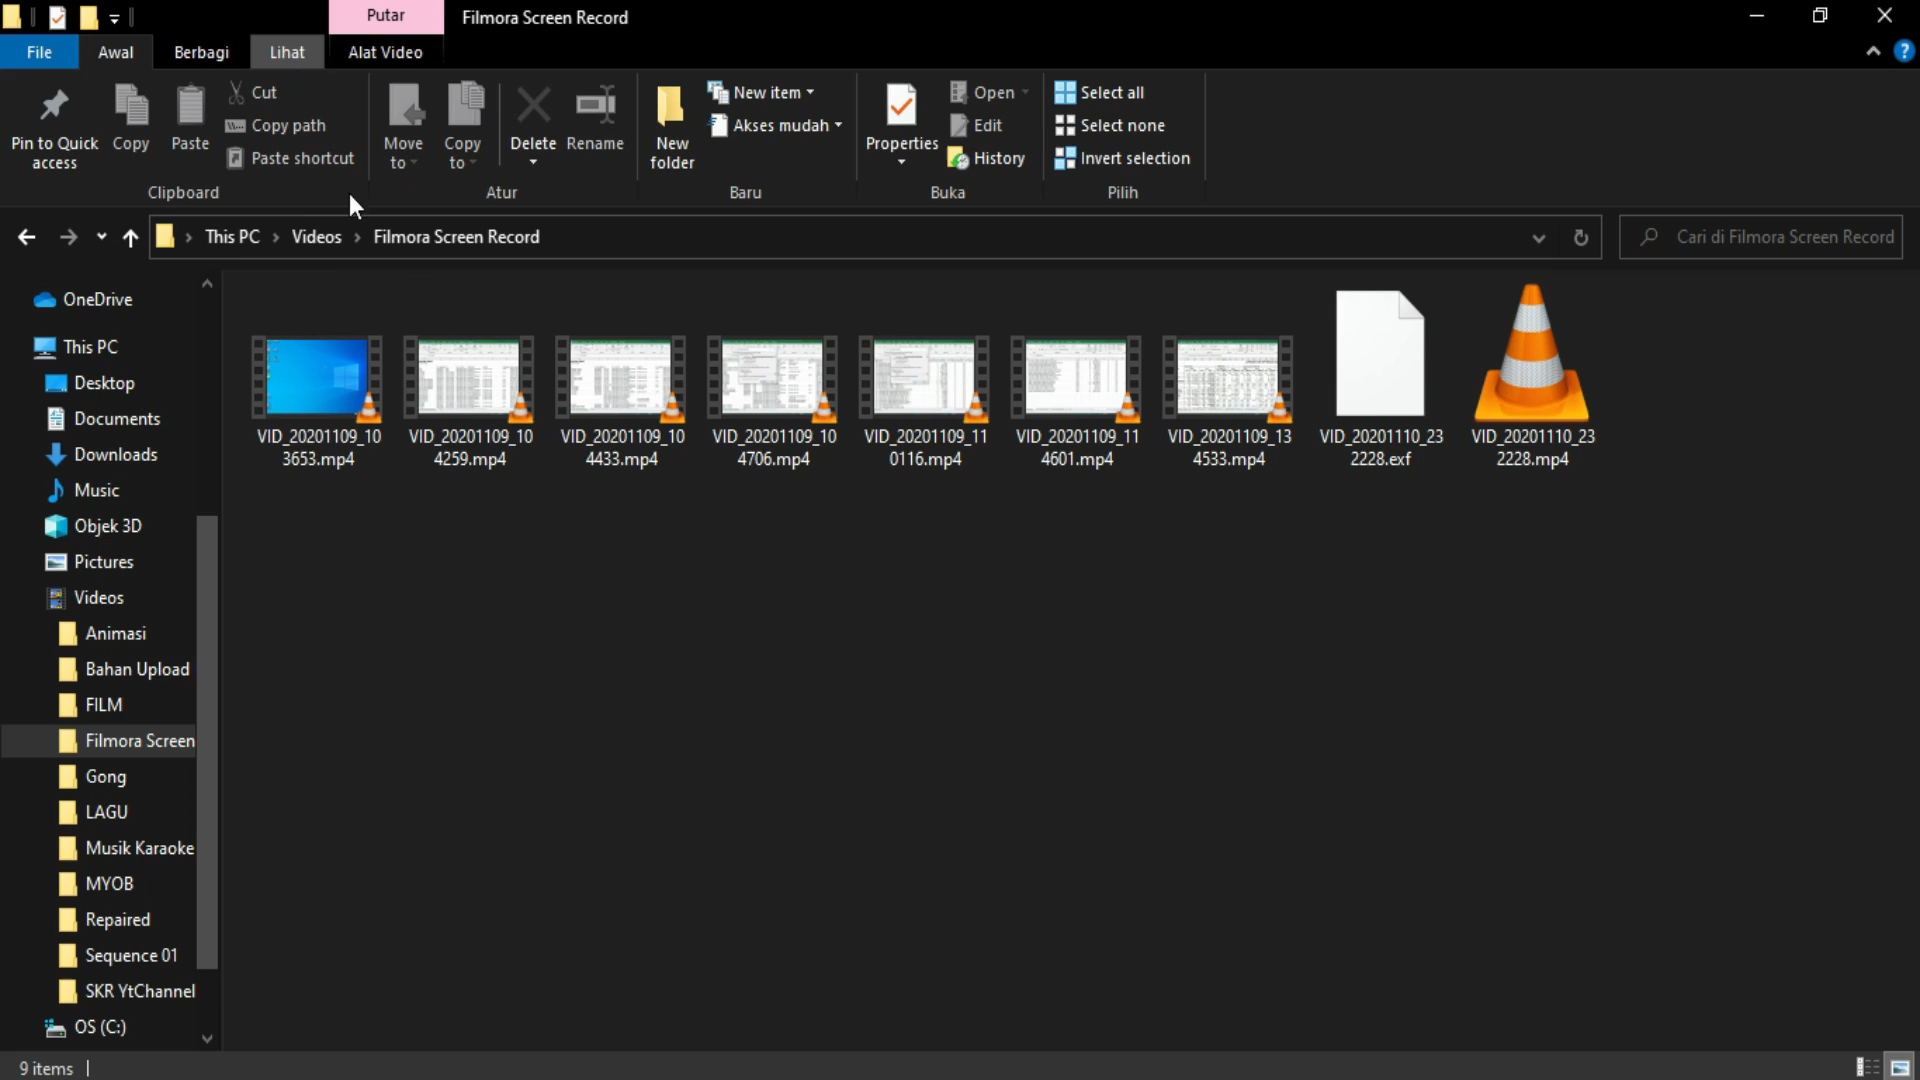 Putar
Filmora Screen Record
File
Awal
Berbagi
Lihat
Alat Video
Pin to Quick
access
Copy
Paste
Cut
Copy path
Paste shortcut
Clipboard
Move
to
Copy
to
Delete
Rename
Atur
New
folder
New item
Akses mudah
Baru
Properties
Open
Edit
History
Buka
Select all
Select none
Invert selection
Pilih
This PC > Videos > Filmora Screen Record
Cari di Filmora Screen Record
OneDrive
This PC
Desktop
Documents
Downloads
Music
Objek 3D
Pictures
Videos
Animasi
Bahan Upload
FILM
Filmora Screen
Gong
LAGU
Musik Karaoke
MYOB
Repaired
Sequence 01
SKR YtChannel
OS (C:)
VID_20201109_10
3653.mp4
VID_20201109_10
4259.mp4
VID_20201109_10
4433.mp4
VID_20201109_10
4706.mp4
VID_20201109_11
0116.mp4
VID_20201109_11
4601.mp4
VID_20201109_13
4533.mp4
VID_20201110_23
2228.exf
VID_20201110_23
2228.mp4
9 items